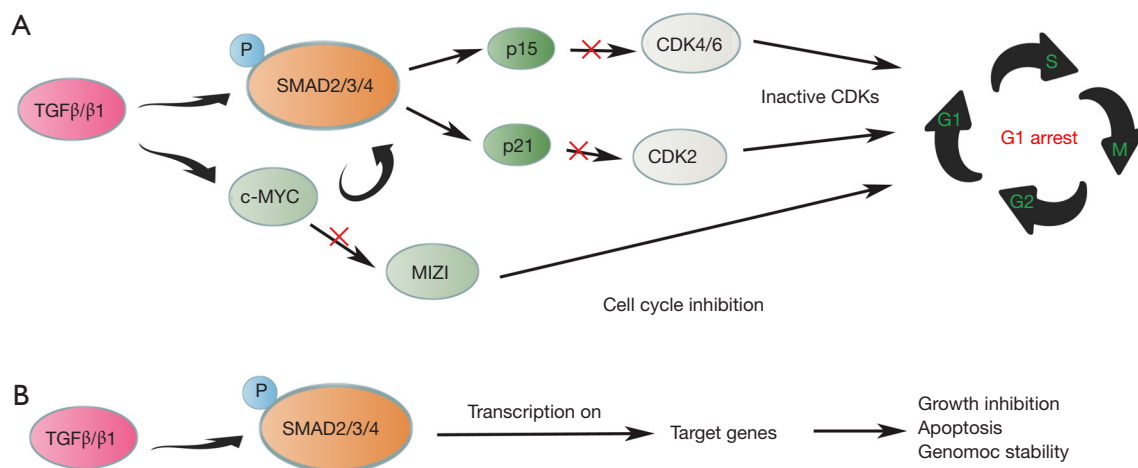 A
P
SMAD2/3/4
TGFβ/β1
p15
CDK4/6
Inactive CDKs
p21
CDK2
c-MYC
MIZI
Cell cycle inhibition
S
G1
G1 arrest
M
G2
B
P
TGFβ/β1
SMAD2/3/4
Transcription on
Target genes
Growth inhibition
Apoptosis
Genomoc stability